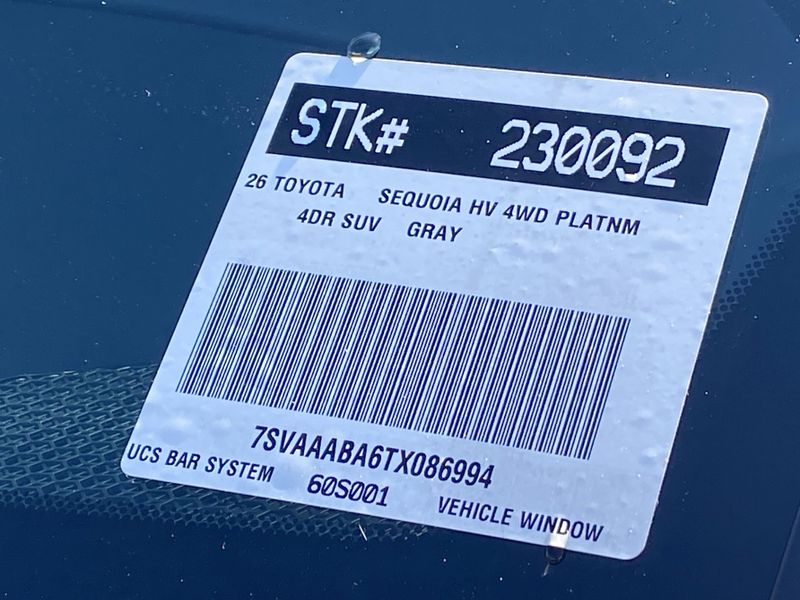 STK# 230092
26 TOYOTA SEQUOIA HV 4WD PLATNM
4DR SUV GRAY
7SVAAABA6TX086994
UCS BAR SYSTEM 60S001 VEHICLE WINDOW